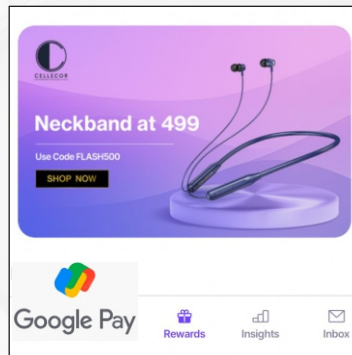 CELLECOR
Neckband at 499
Use Code FLASH500
SHOP NOW
Google Pay
Rewards
Insights
Inbox